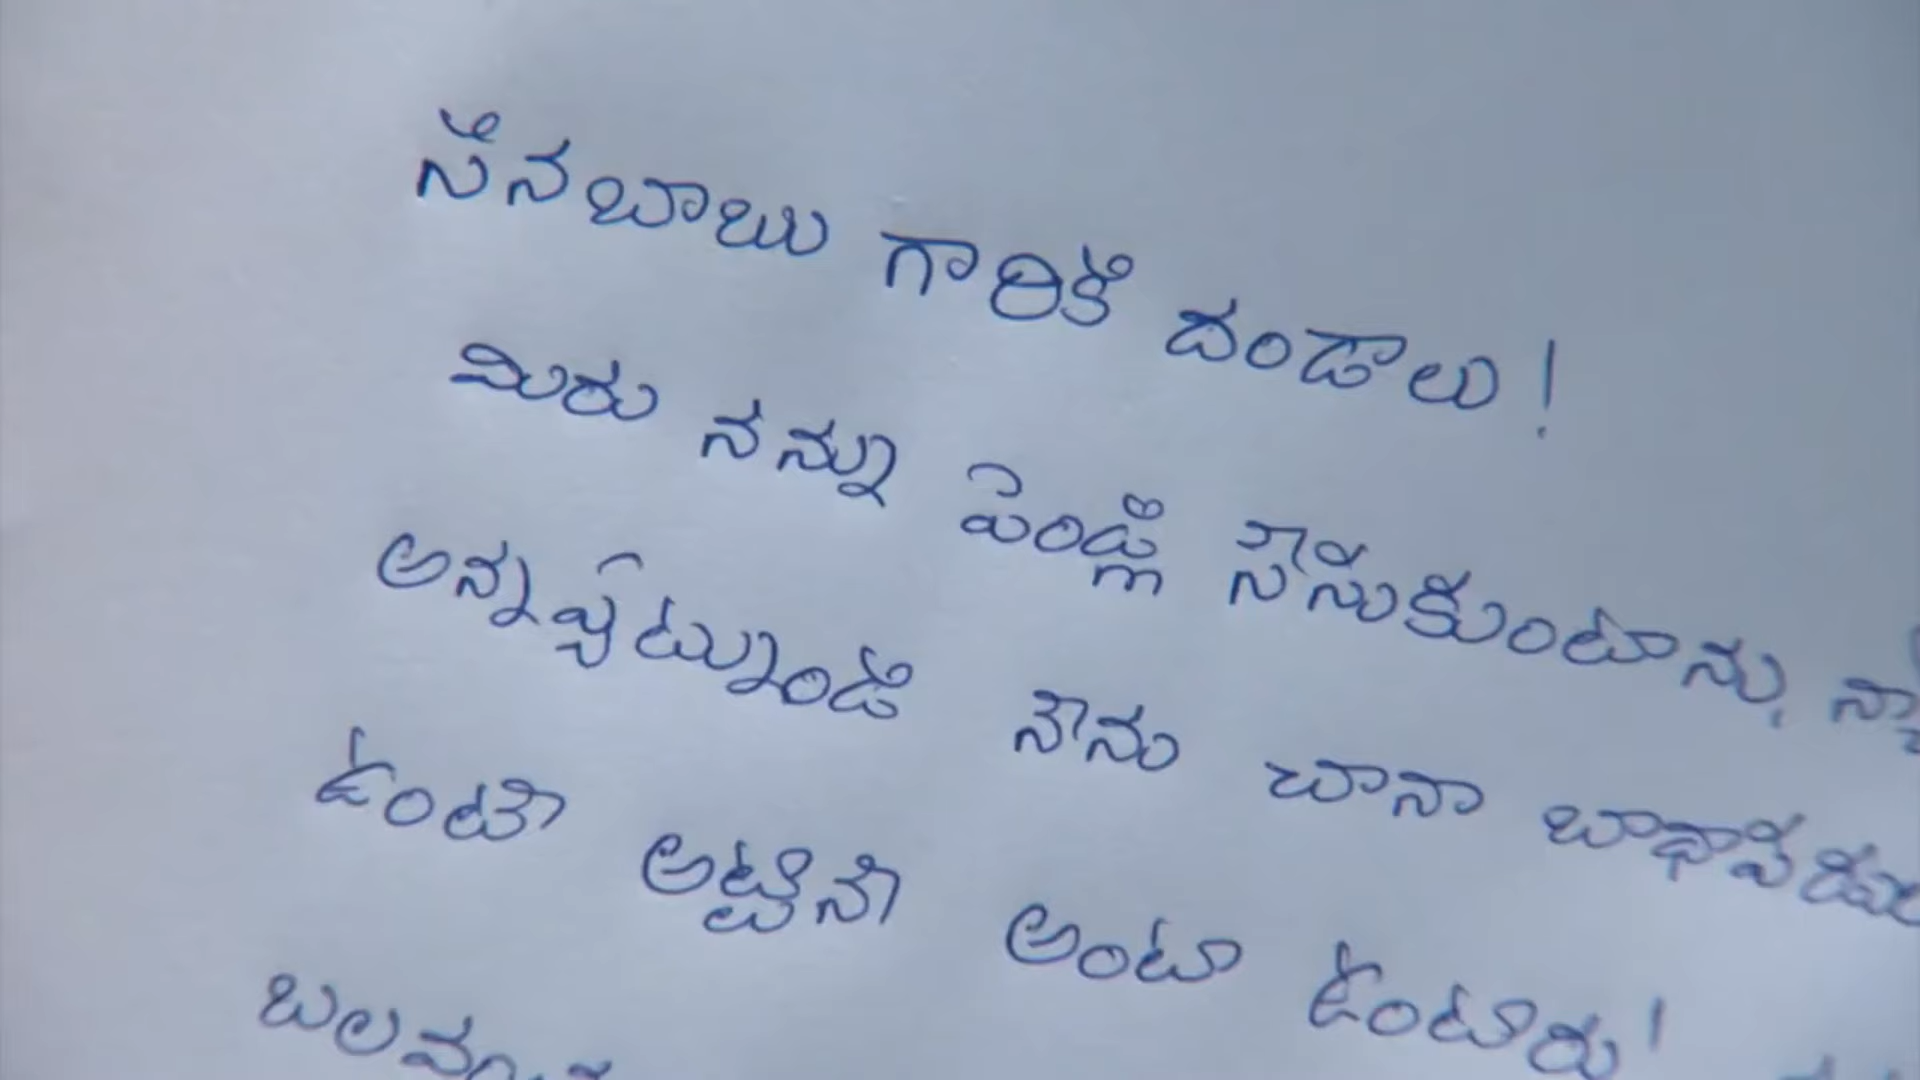 సినబాబు గారికి దండాలు!
మిరు నన్ను పెండ్లి సేసుకుంటాను.
అన్నప్పట్నుండి నేను చానా
ఉంటే అట్టినే అంటా ఉంటారు!